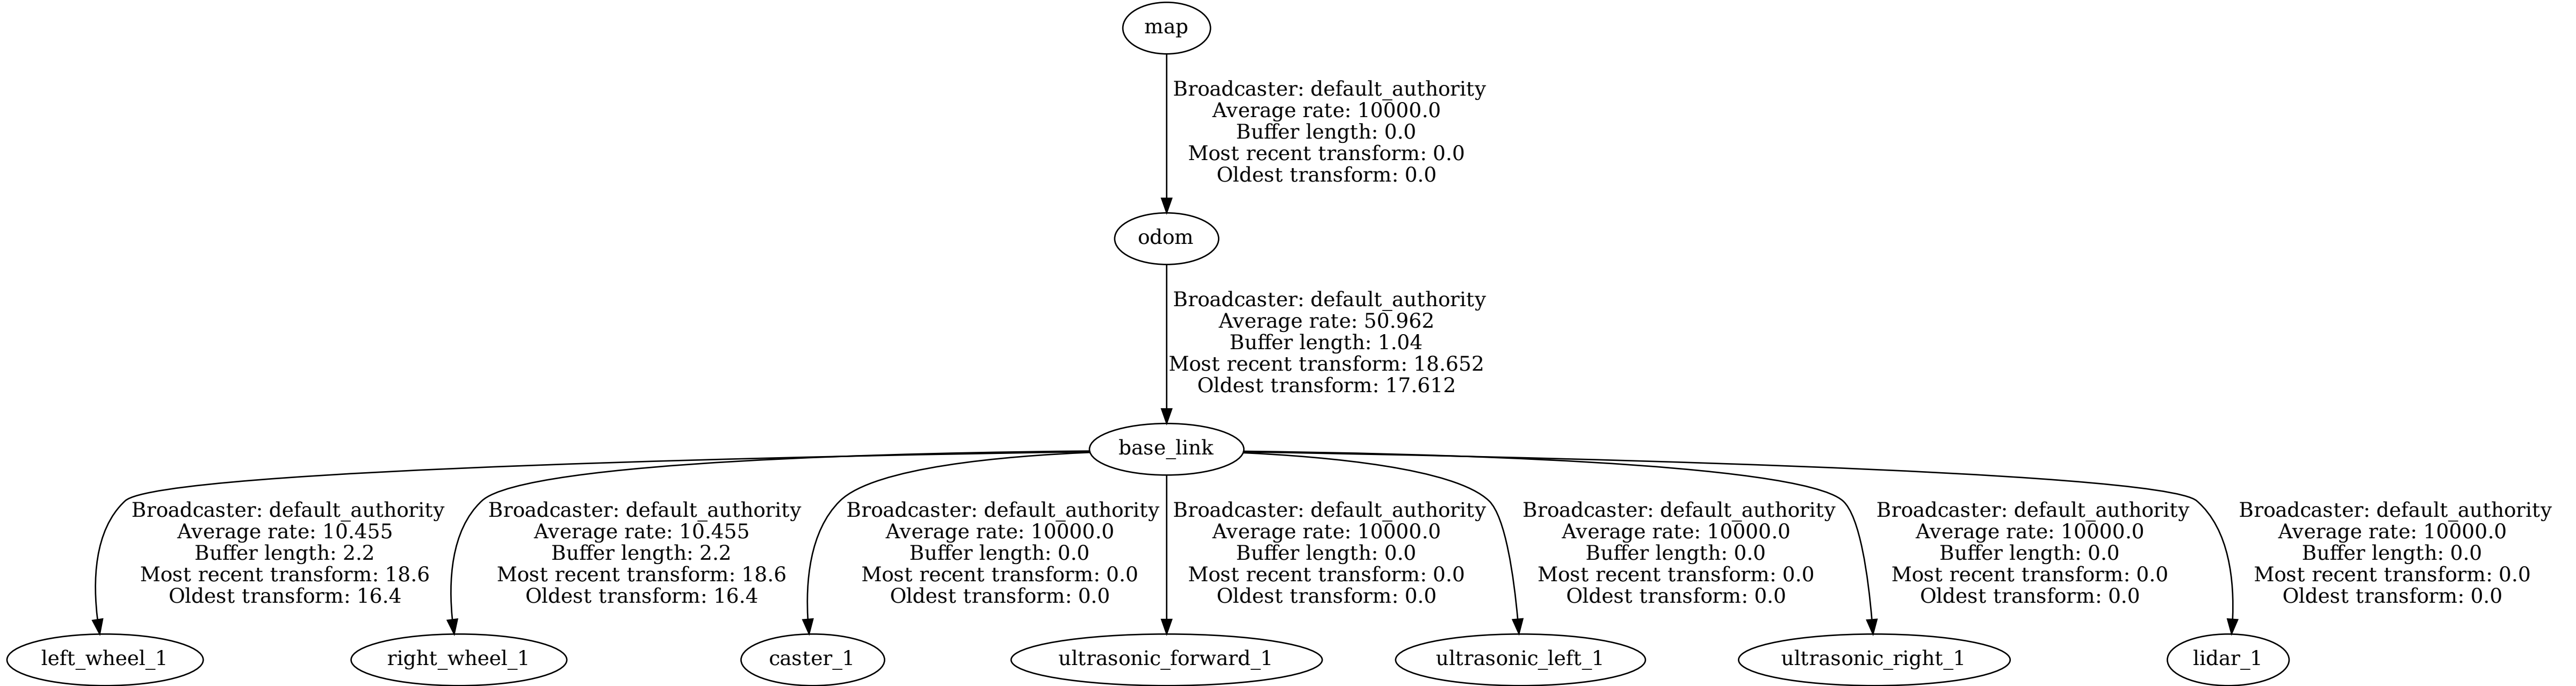 map
Broadcaster: default_authority
Average rate: 10000.0
Buffer length: 0.0
Most recent transform: 0.0
Oldest transform: 0.0
odom
Broadcaster: default_authority
Average rate: 50.962
Buffer length: 1.04
Most recent transform: 18.652
Oldest transform: 17.612
base_link
Broadcaster: default_authority
Average rate: 10.455
Buffer length: 2.2
Most recent transform: 18.6
Oldest transform: 16.4
Broadcaster: default_authority
Average rate: 10.455
Buffer length: 2.2
Most recent transform: 18.6
Oldest transform: 16.4
Broadcaster: default_authority
Average rate: 10000.0
Buffer length: 0.0
Most recent transform: 0.0
Oldest transform: 0.0
Broadcaster: default_authority
Average rate: 10000.0
Buffer length: 0.0
Most recent transform: 0.0
Oldest transform: 0.0
Broadcaster: default_authority
Average rate: 10000.0
Buffer length: 0.0
Most recent transform: 0.0
Oldest transform: 0.0
Broadcaster: default_authority
Average rate: 10000.0
Buffer length: 0.0
Most recent transform: 0.0
Oldest transform: 0.0
Broadcaster: default_authority
Average rate: 10000.0
Buffer length: 0.0
Most recent transform: 0.0
Oldest transform: 0.0
left_wheel_1
right_wheel_1
caster_1
ultrasonic_forward_1
ultrasonic_left_1
ultrasonic_right_1
lidar_1